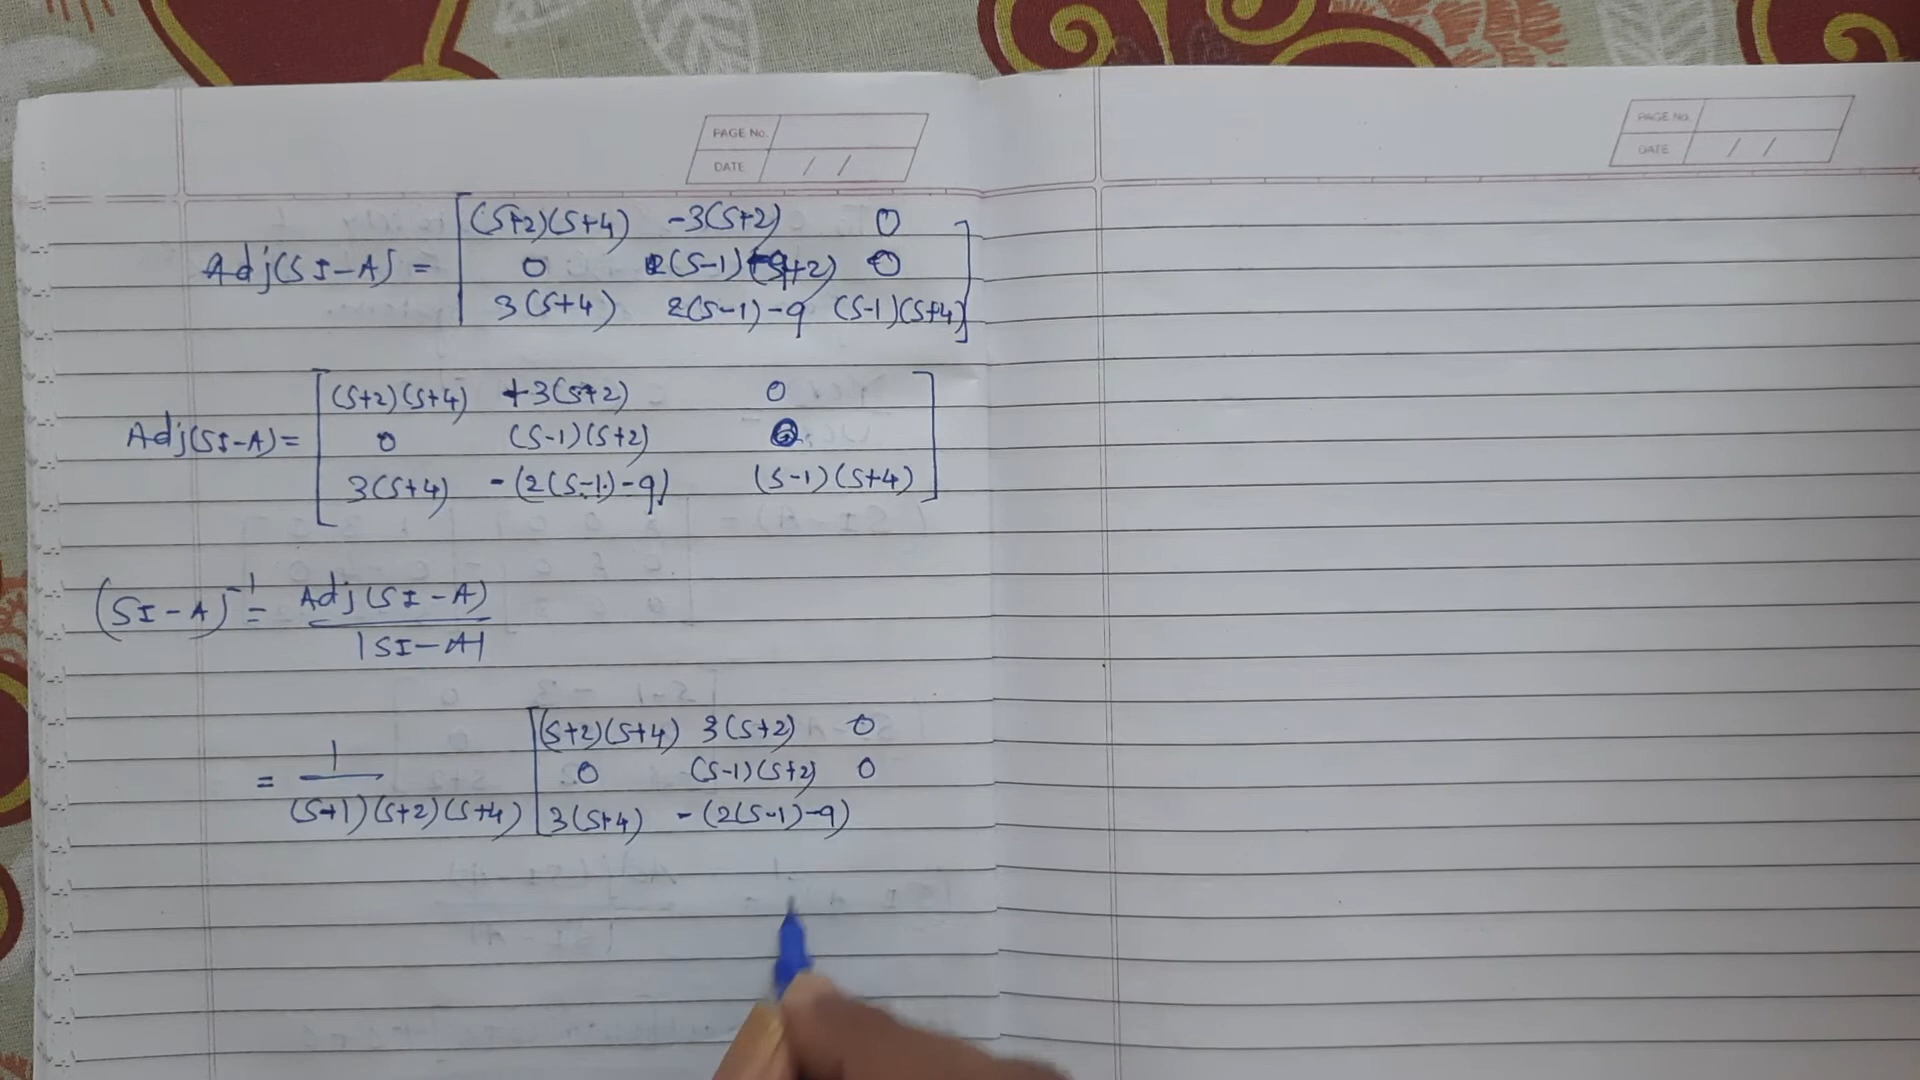 PAGE No.
DATE / /
PAGE No.
DATE / /
(S+2)(S+4) -3(S+2) 0
Adj(SI-A) = 0 (S-1)(S+2) 0
3(S+4) 2(S-1)-9 (S-1)(S+4)
(S+2)(S+4) +3(S+2) 0
Adj(SI-A) = 0 (S-1)(S+2) 0
3(S+4) -(2(S-1)-9) (S-1)(S+4)
(SI-A)^-1 = Adj(SI-A)
|SI-A|
1 (S+2)(S+4) 3(S+2) 0
= 0 (S-1)(S+2) 0
(S+1)(S+2)(S+4) 3(S+4) -(2(S-1)-9)